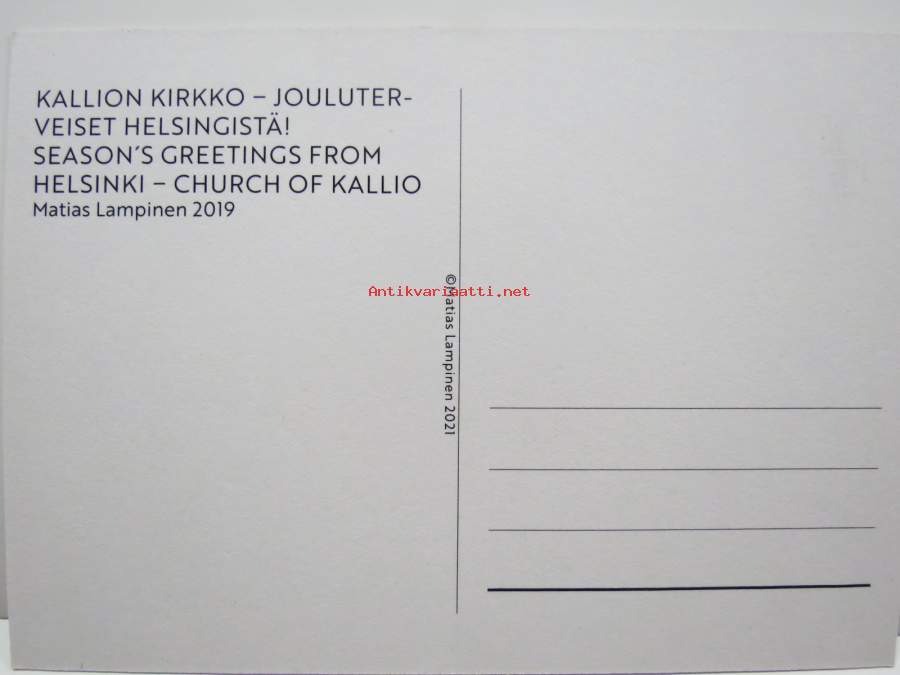 KALLION KIRKKO – JOULUTER-
VEISET HELSINGISTÄ!
SEASON´S GREETINGS FROM
HELSINKI – CHURCH OF KALLIO
Matias Lampinen 2019
©Matias Lampinen 2021
Antikvariaatti.net